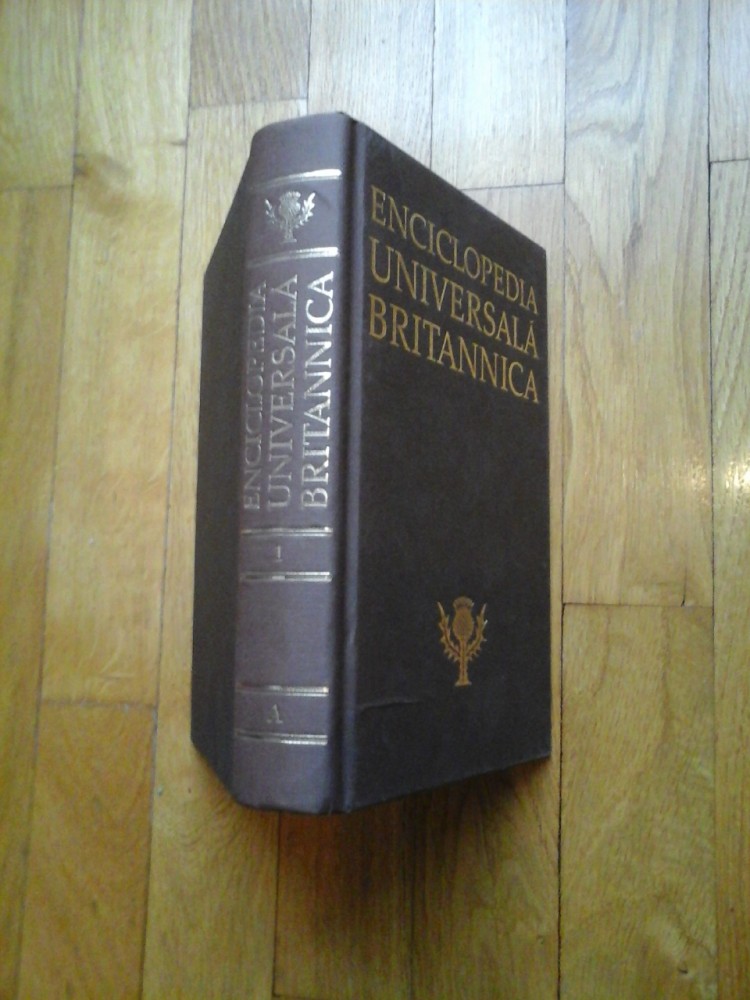 ENCICLOPEDIA
UNIVERSALĂ
BRITANNICA
1
A
ENCICLOPEDIA
UNIVERSALĂ
BRITANNICA